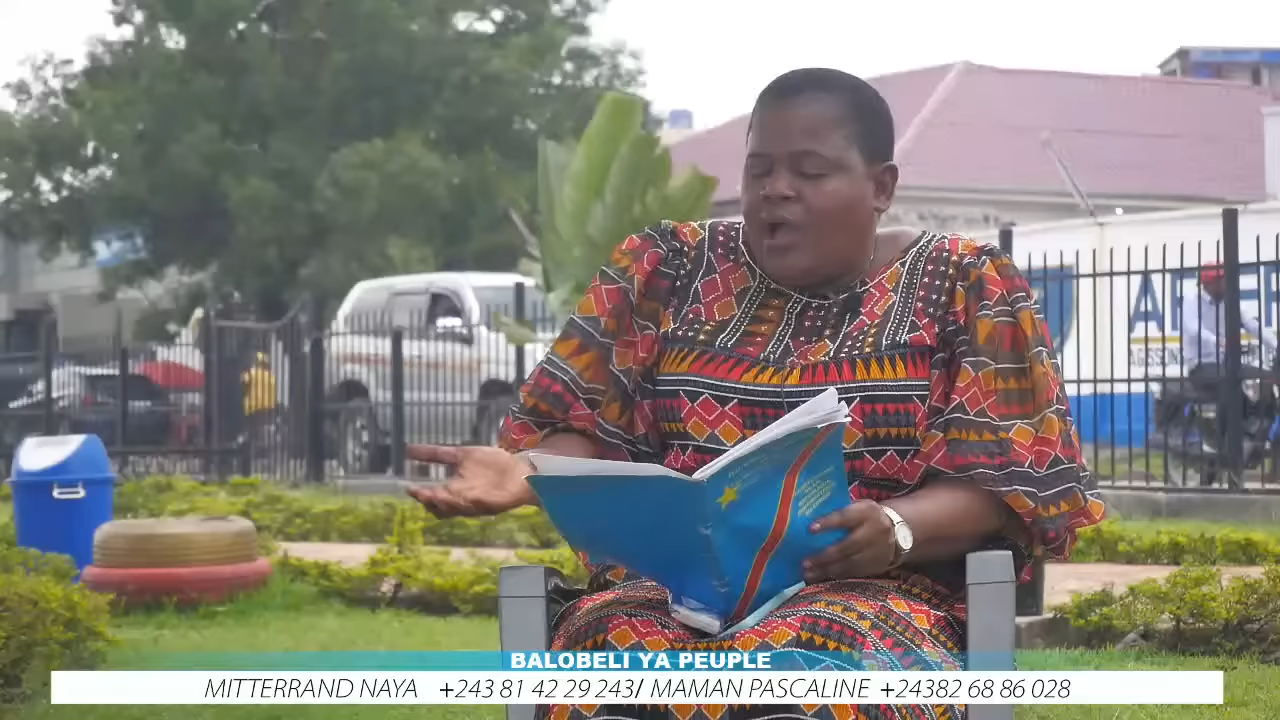 BALOBELI YA PEUPLE
MITTERRAND NAYA +243 81 42 29 243/ MAMAN PASCALINE +24382 68 86 028